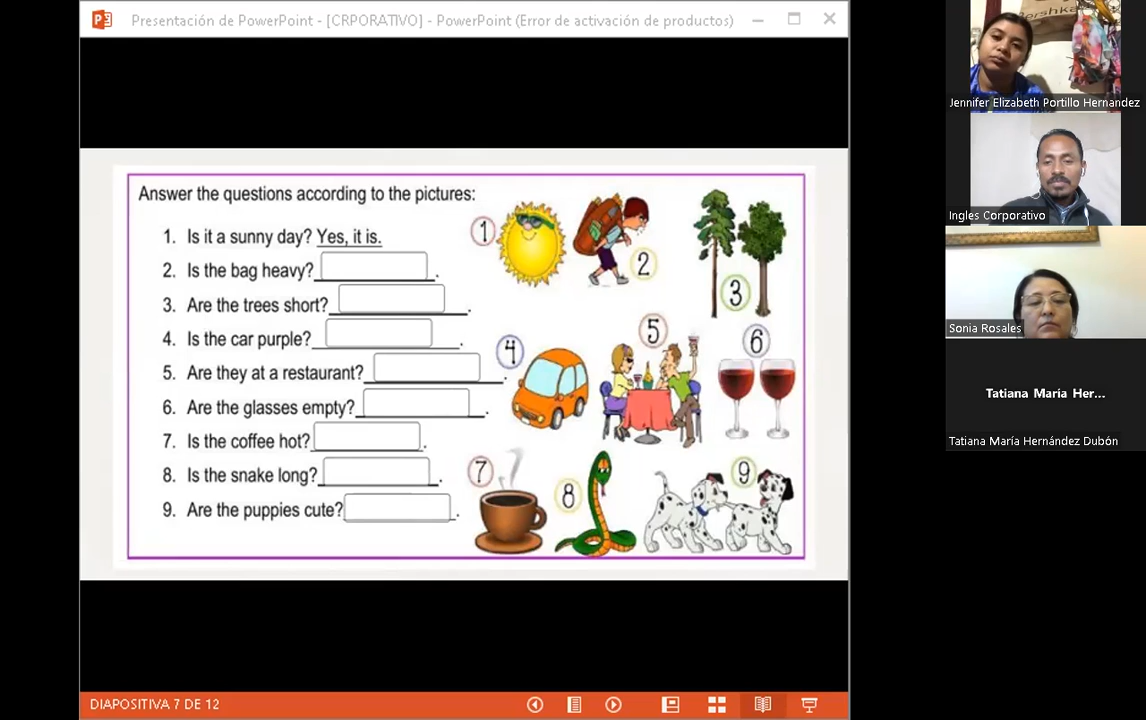 Presentación de PowerPoint - [CRPORATIVO] - PowerPoint (Error de activación de productos)
Answer the questions according to the pictures:
1. Is it a sunny day? Yes, it is.
2. Is the bag heavy? .
3. Are the trees short? .
4. Is the car purple? .
5. Are they at a restaurant? .
6. Are the glasses empty? .
7. Is the coffee hot? .
8. Is the snake long? .
9. Are the puppies cute? .
1
2
3
4
5
6
7
8
9
DIAPOSITIVA 7 DE 12
Jennifer Elizabeth Portillo Hernandez
Ingles Corporativo
Sonia Rosales
Tatiana María Her...
Tatiana María Hernández Dubón